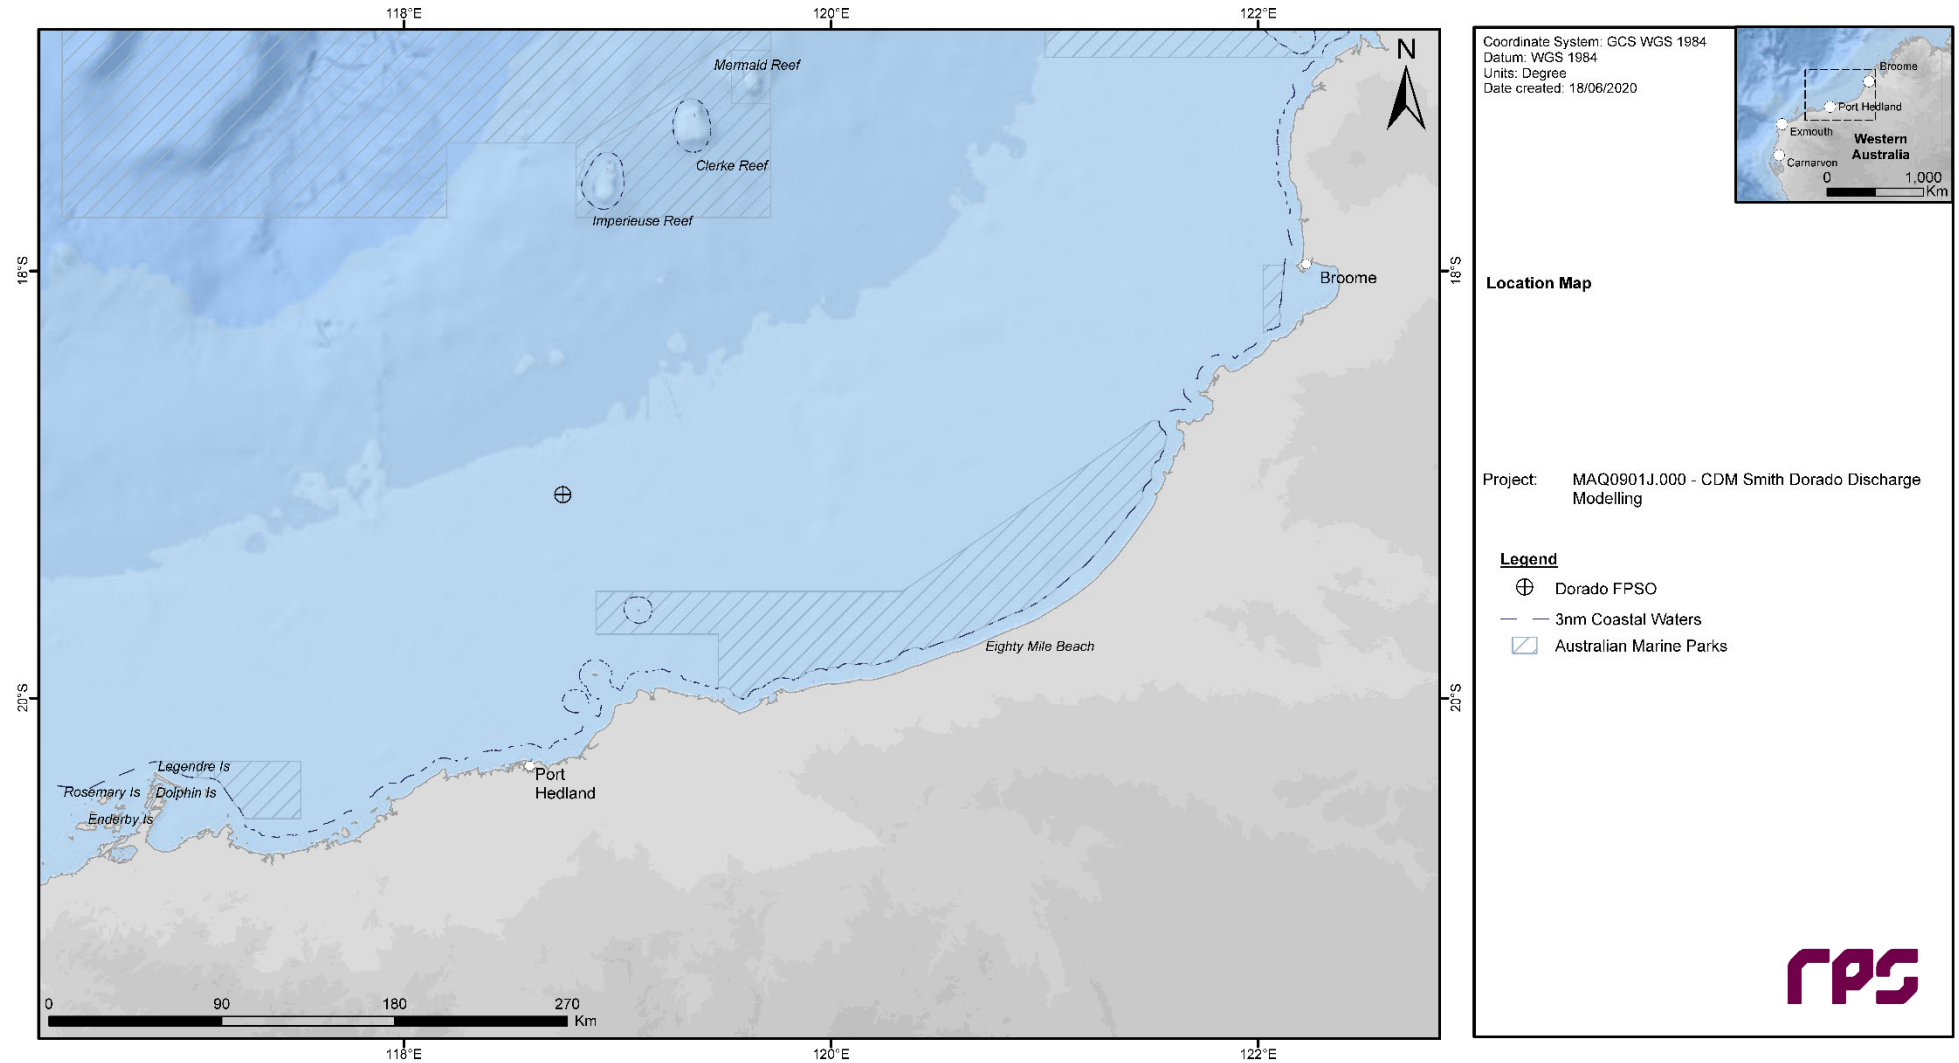 118°E
120°E
122°E
Mermaid Reef
Clerke Reef
Imperieuse Reef
N
18°S
18°S
Broome
Eighty Mile Beach
20°S
20°S
Legendre Is
Rosemary Is
Dolphin Is
Enderby Is
Port
Hedland
0
90
180
270
Km
118°E
120°E
122°E
Coordinate System: GCS WGS 1984
Datum: WGS 1984
Units: Degree
Date created: 18/06/2020
Broome
Port Hedland
Exmouth
Western
Australia
Carnarvon
0
1,000
Km
Location Map
Project: MAQ0901J.000 - CDM Smith Dorado Discharge
Modelling
Legend
Dorado FPSO
3nm Coastal Waters
Australian Marine Parks
rps